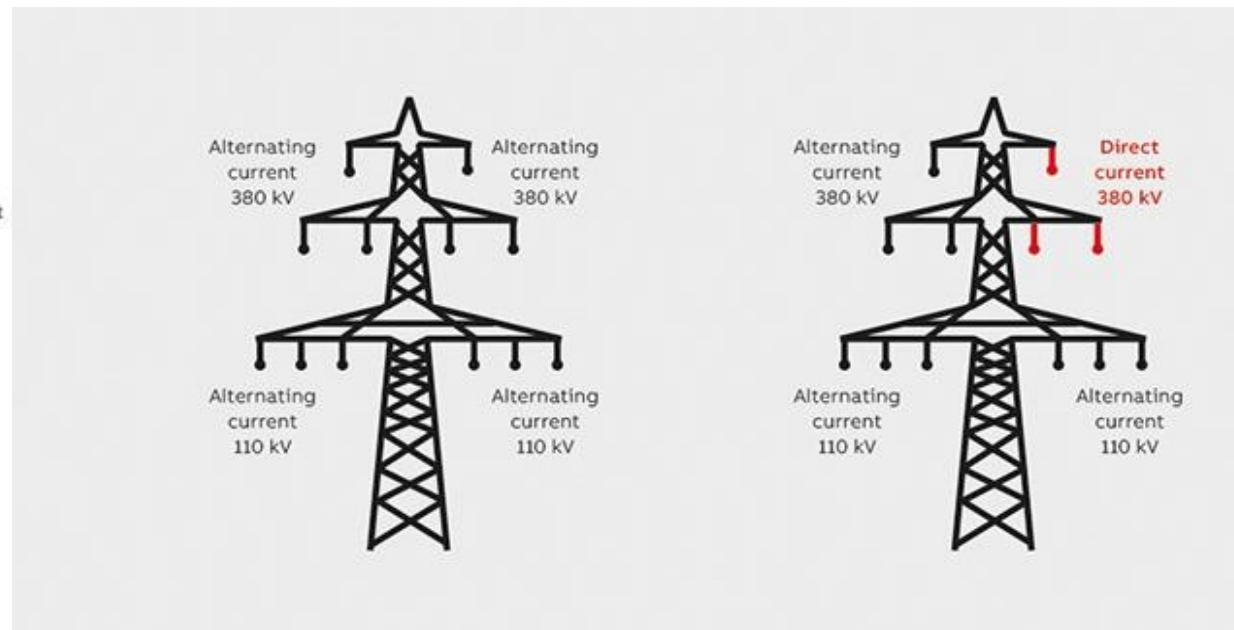 Alternating
current
380 kV
Alternating
current
380 kV
Alternating
current
380 kV
Direct
current
380 kV
t
Alternating
current
110 kV
Alternating
current
110 kV
Alternating
current
110 kV
Alternating
current
110 kV